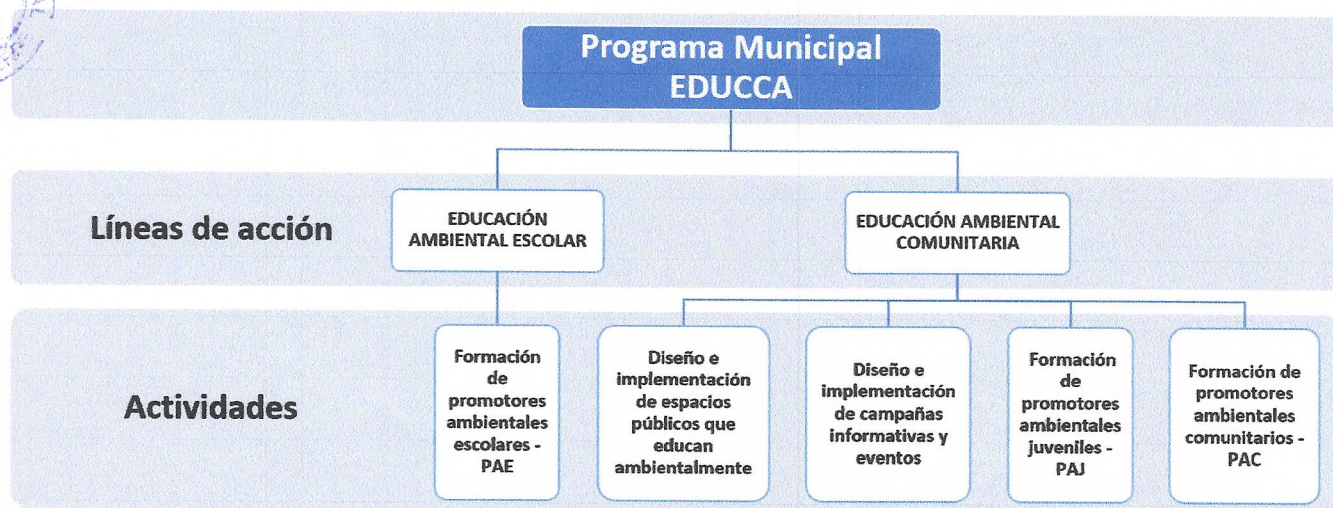 Programa Municipal
EDUCCA
Líneas de acción
EDUCACIÓN
AMBIENTAL ESCOLAR
EDUCACIÓN AMBIENTAL
COMUNITARIA
Actividades
Formación
de
promotores
ambientales
escolares -
PAE
Diseño e
implementación
de espacios
públicos que
educan
ambientalmente
Diseño e
implementación
de campañas
informativas y
eventos
Formación
de
promotores
ambientales
juveniles -
PAJ
Formación de
promotores
ambientales
comunitarios -
PAC